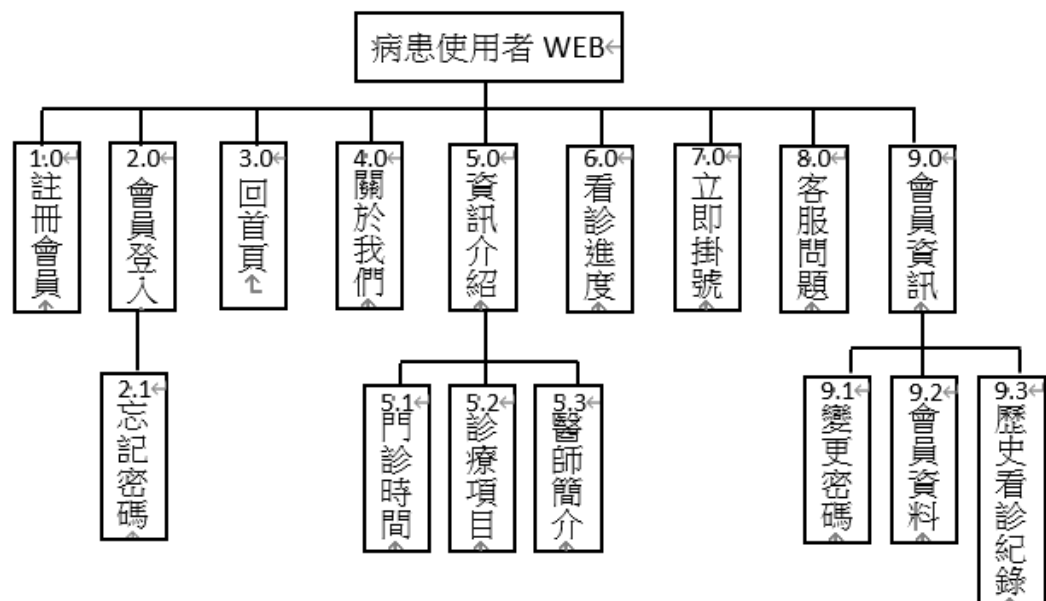 病患使用者 WEB
1.0
註冊會員
2.0
會員登入
3.0
回首頁
4.0
關於我們
5.0
資訊介紹
6.0
看診進度
7.0
立即掛號
8.0
客服問題
9.0
會員資訊
2.1
忘記密碼
5.1
門診時間
5.2
診療項目
5.3
醫師簡介
9.1
變更密碼
9.2
會員資料
9.3
歷史看診紀錄